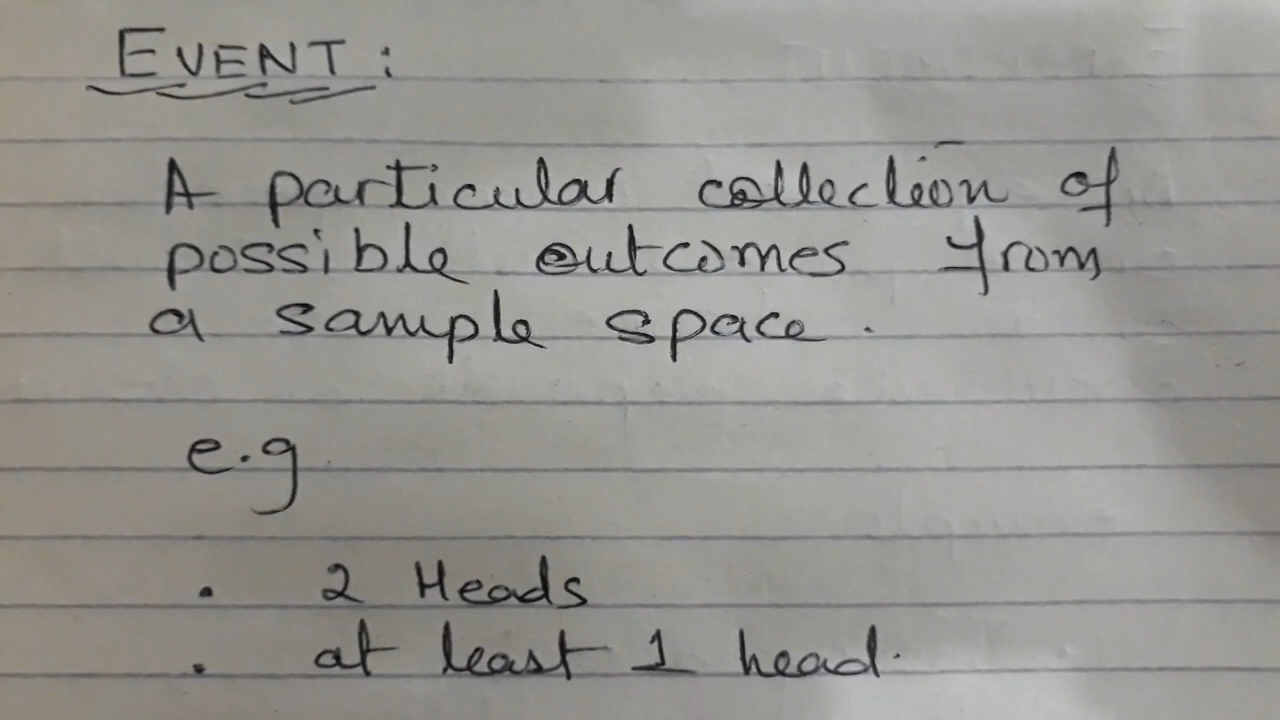 EVENT:
A particular collection of
possible outcomes from
a sample space.
e.g
. 2 Heads
. at least 1 head.